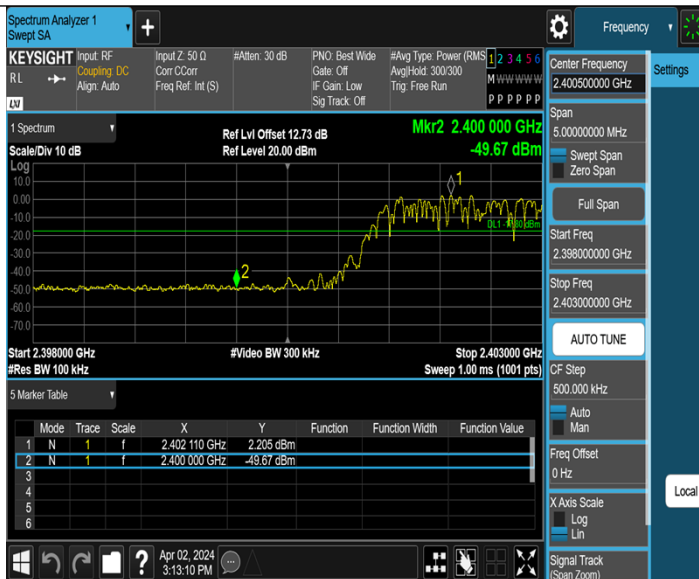 Spectrum Analyzer 1
Swept SA
Frequency
KEYSIGHT
RL
LXI
Input: RF
Coupling: DC
Align: Auto
Input Z: 50 Ω
Corr CCorr
Freq Ref: Int (S)
#Atten: 30 dB
PNO: Best Wide
Gate: Off
IF Gain: Low
Sig Track: Off
#Avg Type: Power (RMS
Avg|Hold: 300/300
Trig: Free Run
1 2 3 4 5 6
M W W W W W
P P P P P P
1 Spectrum
Scale/Div 10 dB
Ref Lvl Offset 12.73 dB
Ref Level 20.00 dBm
Mkr2 2.400 000 GHz
-49.67 dBm
Log
10.0
0.00
-10.0
-20.0
-30.0
-40.0
-50.0
-60.0
-70.0
1
2
Start 2.398000 GHz
#Res BW 100 kHz
#Video BW 300 kHz
Stop 2.403000 GHz
Sweep 1.00 ms (1001 pts)
5 Marker Table
Mode Trace Scale X Y Function Function Width Function Value
1 N 1 f 2.402 110 GHz 2.205 dBm
2 N 1 f 2.400 000 GHz -49.67 dBm
3
4
5
6
Apr 02, 2024
3:13:10 PM
Center Frequency
2.400500000 GHz
Span
5.00000000 MHz
Swept Span
Zero Span
Full Span
Start Freq
2.398000000 GHz
Stop Freq
2.403000000 GHz
AUTO TUNE
CF Step
500.000 kHz
Auto
Man
Freq Offset
0 Hz
X Axis Scale
Log
Lin
Signal Track
(Span Zoom)
Settings
Local